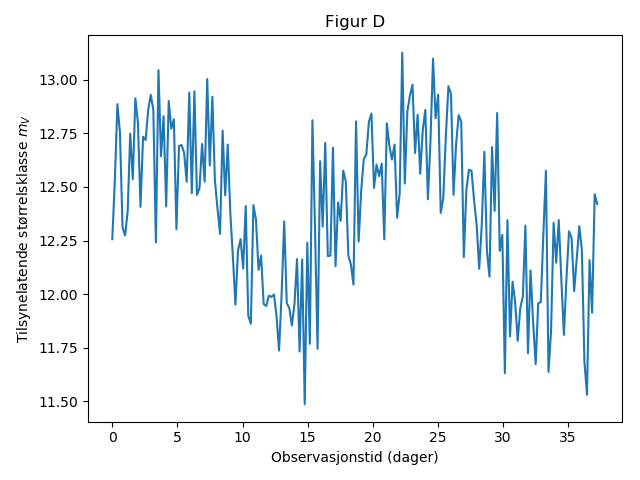 Figur D
13.00
12.75
12.50
12.25
12.00
11.75
11.50
Tilsynelatende størrelsklasse $m_V$
0 5 10 15 20 25 30 35
Observasjonstid (dager)